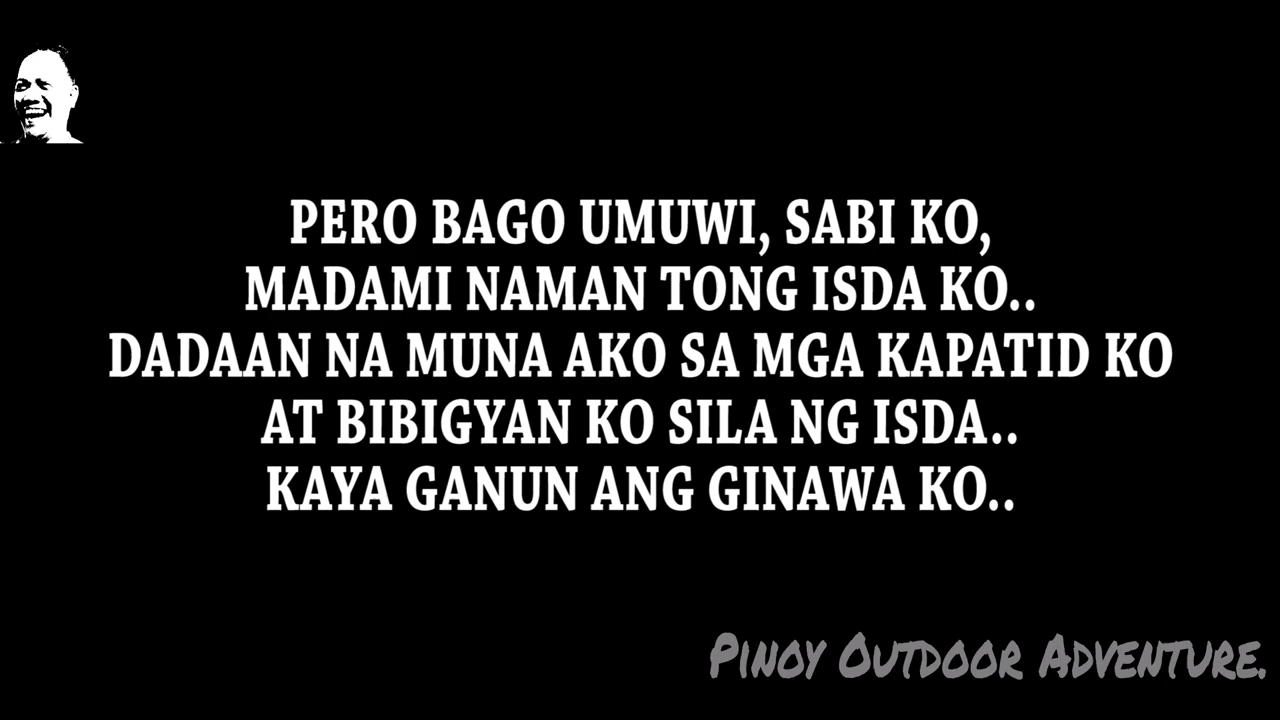 PERO BAGO UMUWI, SABI KO,
MADAMI NAMAN TONG ISDA KO..
DADAAN NA MUNA AKO SA MGA KAPATID KO
AT BIBIGYAN KO SILA NG ISDA..
KAYA GANUN ANG GINAWA KO..
PINOY OUTDOOR ADVENTURE.